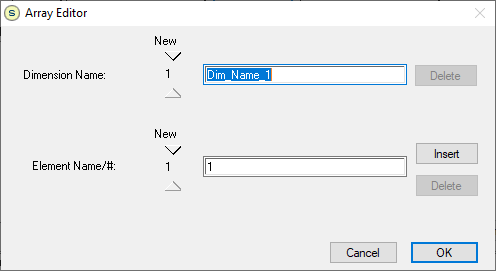 S Array Editor
New
Dimension Name: 1 Dim_Name_1 Delete
New
Element Name/#: 1 1 Insert
Delete
Cancel OK